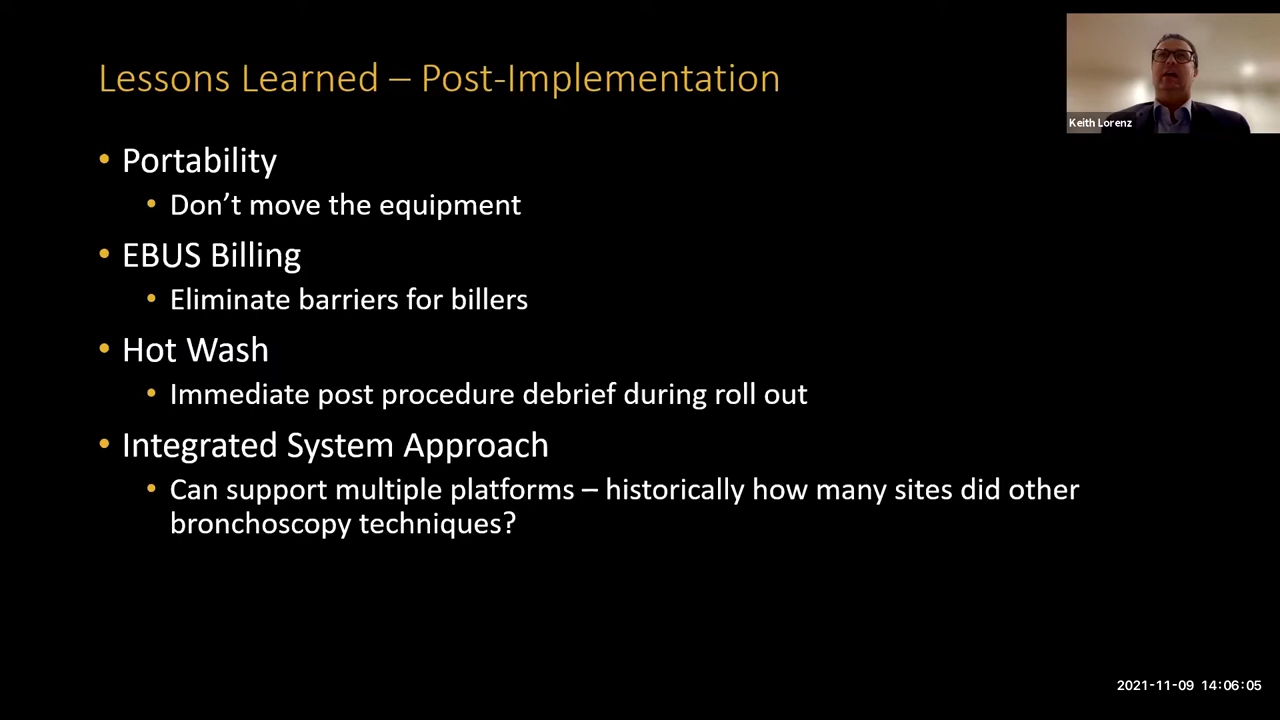 Lessons Learned – Post-Implementation
Keith Lorenz
• Portability
• Don’t move the equipment
• EBUS Billing
• Eliminate barriers for billers
• Hot Wash
• Immediate post procedure debrief during roll out
• Integrated System Approach
• Can support multiple platforms – historically how many sites did other
bronchoscopy techniques?
2021-11-09 14:06:05